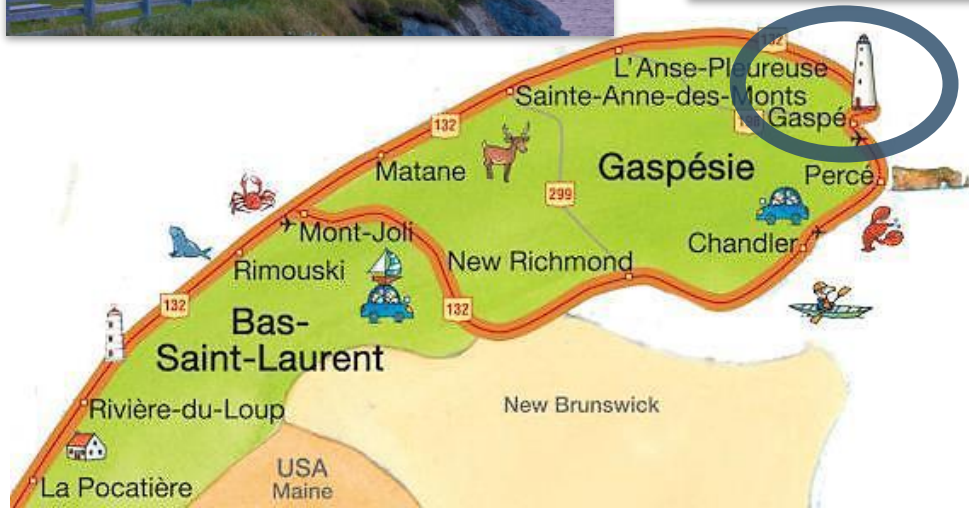 132
L'Anse-Pleureuse
Sainte-Anne-des-Monts
198
Gaspé
132
Matane
Gaspésie
Percé
299
Mont-Joli
Chandler
New Richmond
Rimouski
132
132
Bas-
Saint-Laurent
Rivière-du-Loup
New Brunswick
USA
Maine
La Pocatière